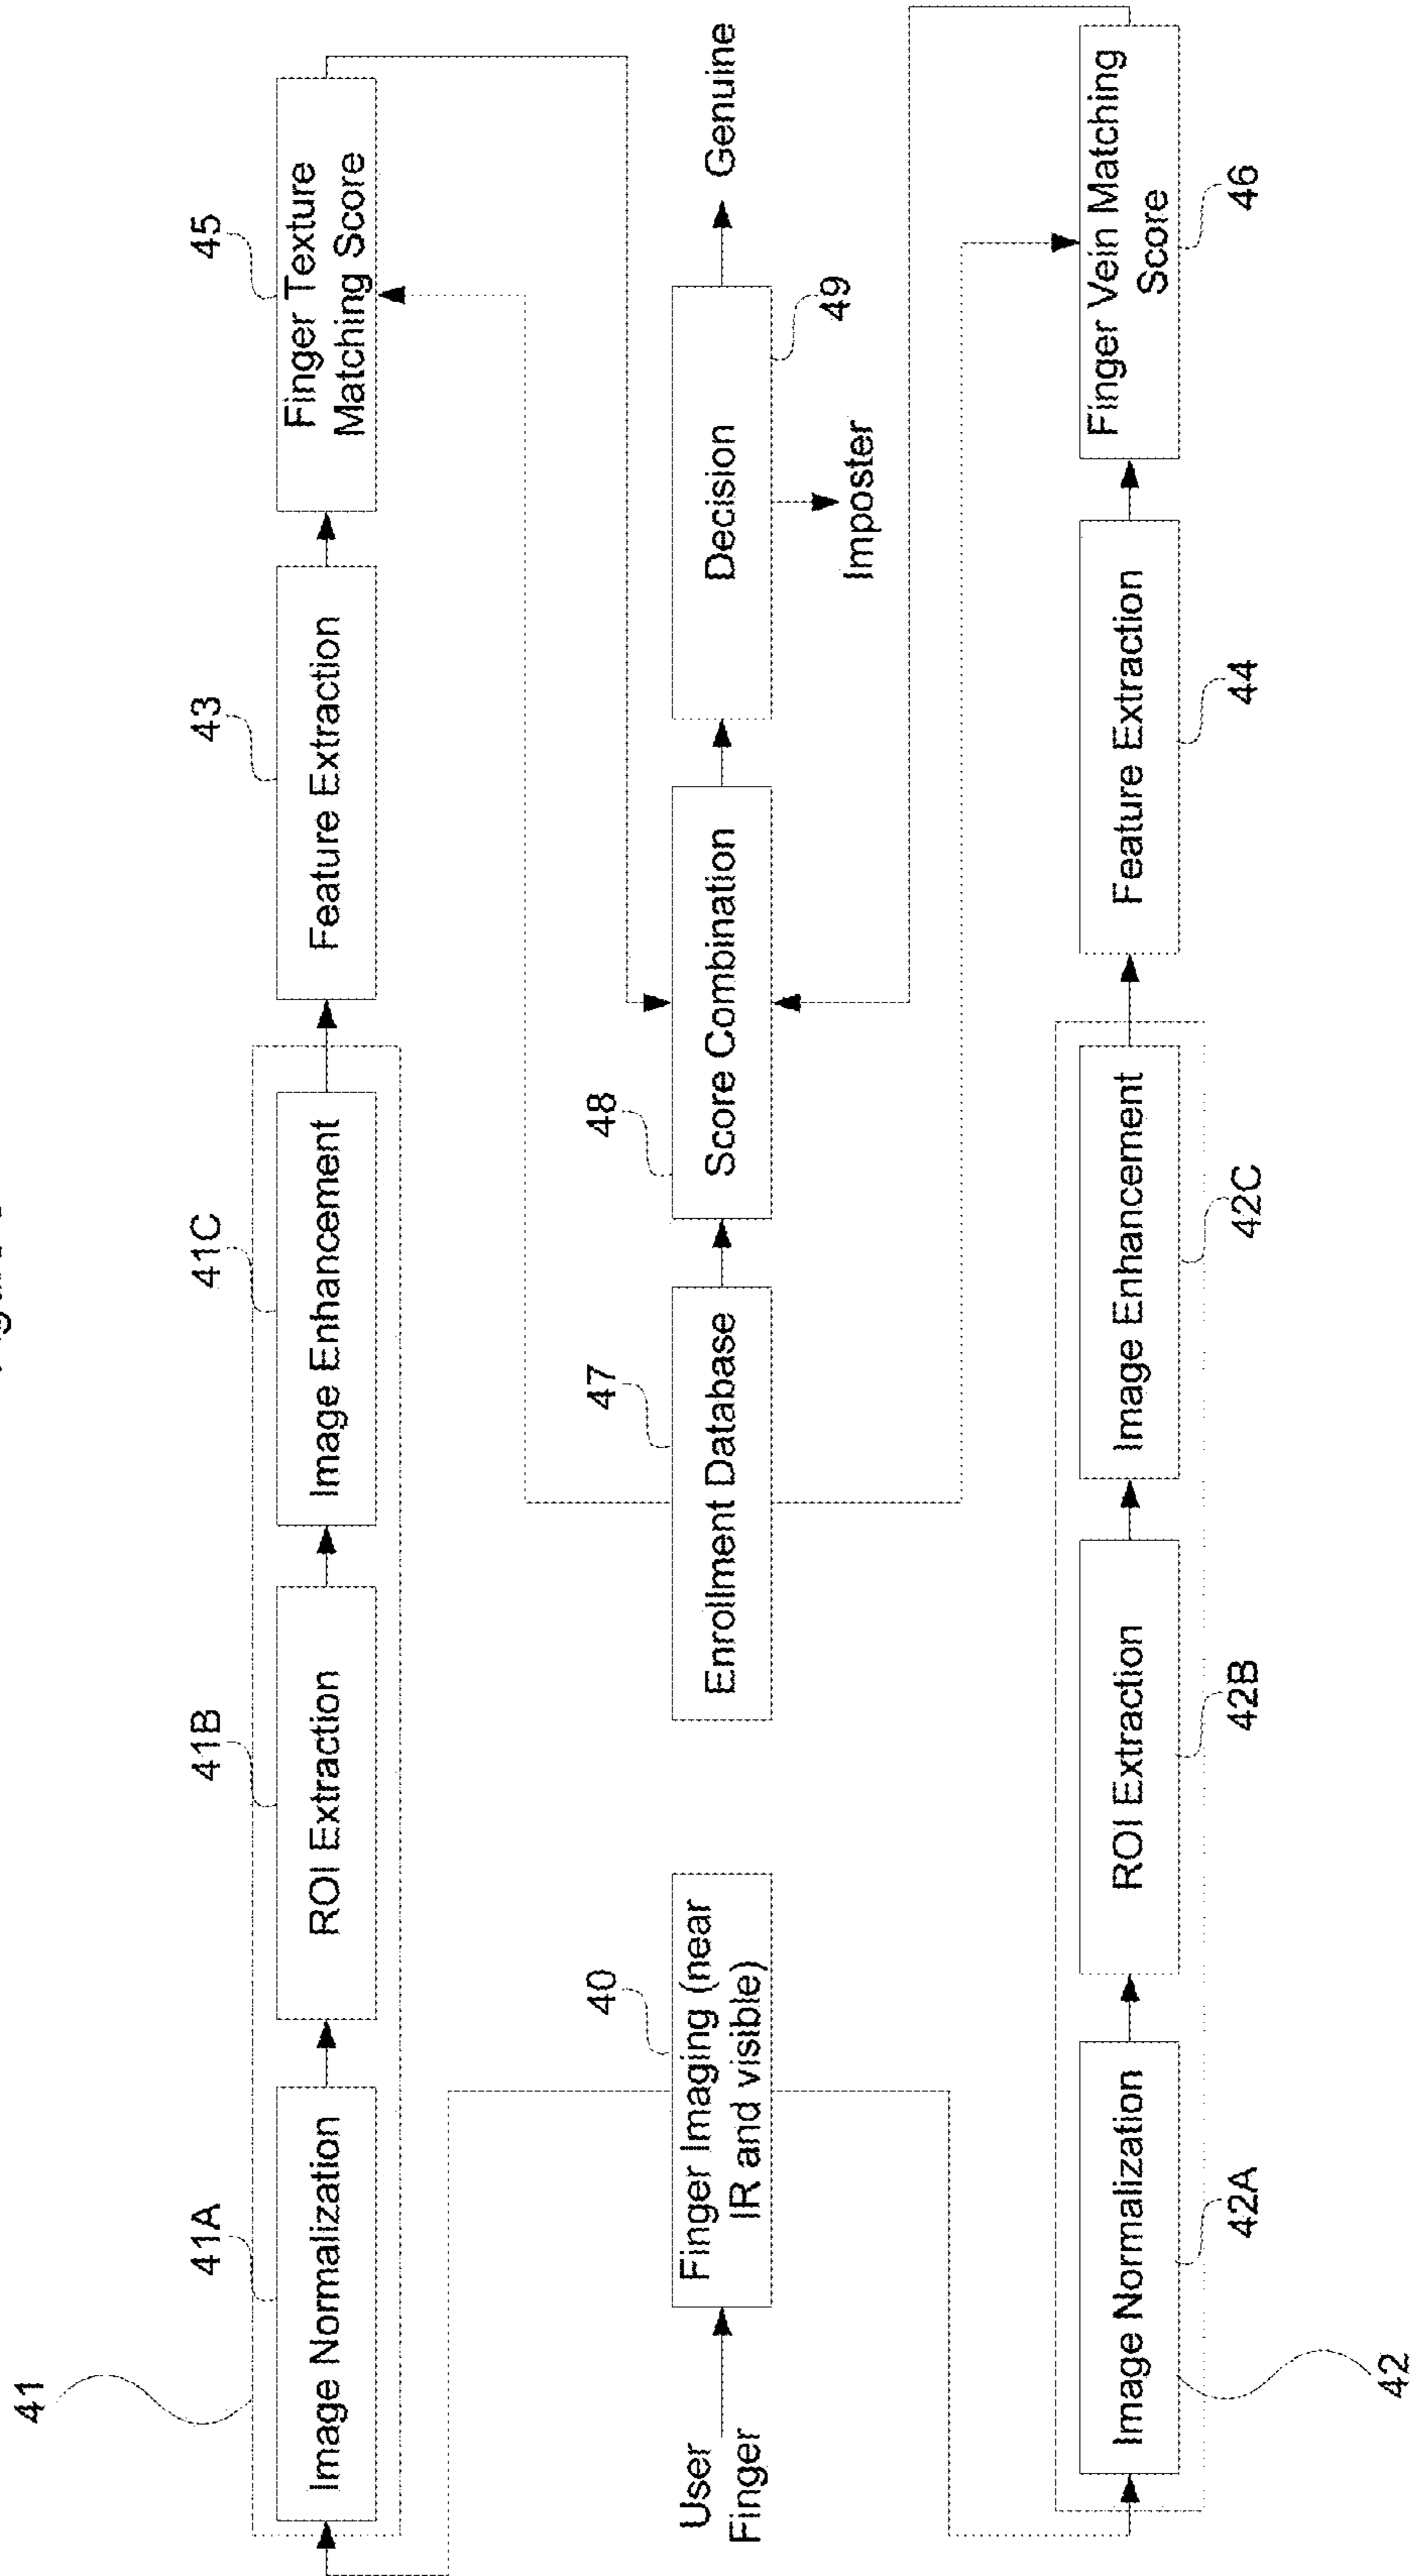 41
41A
41B
41C
43
45
Image Normalization
ROI Extraction
Image Enhancement
Feature Extraction
Finger Texture
Matching Score
40
47
48
User
Finger
Finger Imaging (near
IR and visible)
Enrollment Database
Score Combination
Decision
Genuine
49
Imposter
Image Normalization
ROI Extraction
Image Enhancement
Feature Extraction
Finger Vein Matching
Score
42A
42B
42C
44
46
42